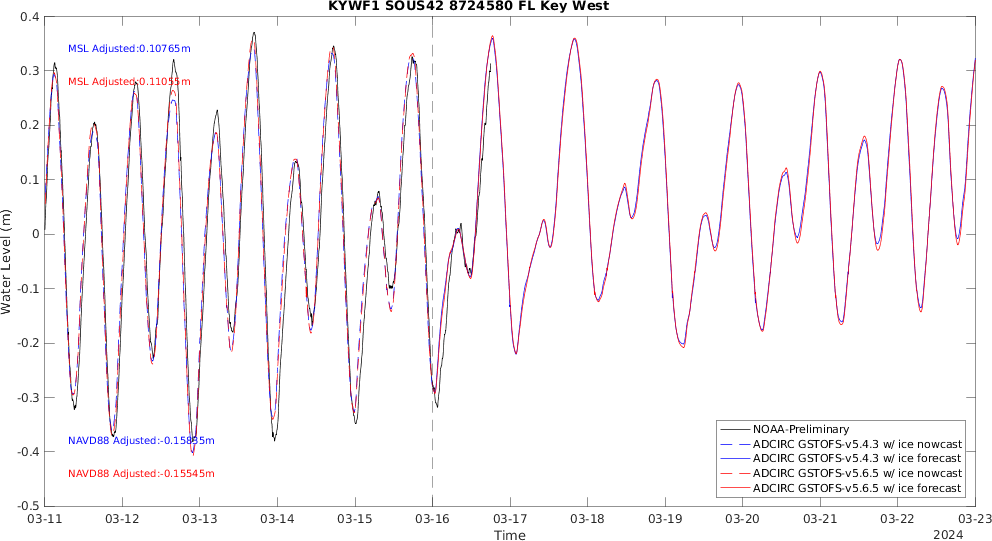 KYWF1 SOUS42 8724580 FL Key West
0.4
MSL Adjusted:0.10765m
0.3
MSL Adjusted:0.11055m
0.2
0.1
0
-0.1
-0.2
-0.3
-0.4
-0.5
Water Level (m)
NAVD88 Adjusted:-0.15835m
NAVD88 Adjusted:-0.15545m
NOAA-Preliminary
ADCIRC GSTOFS-v5.4.3 w/ ice nowcast
ADCIRC GSTOFS-v5.4.3 w/ ice forecast
ADCIRC GSTOFS-v5.6.5 w/ ice nowcast
ADCIRC GSTOFS-v5.6.5 w/ ice forecast
03-11 03-12 03-13 03-14 03-15 03-16 03-17 03-18 03-19 03-20 03-21 03-22 03-23
Time
2024